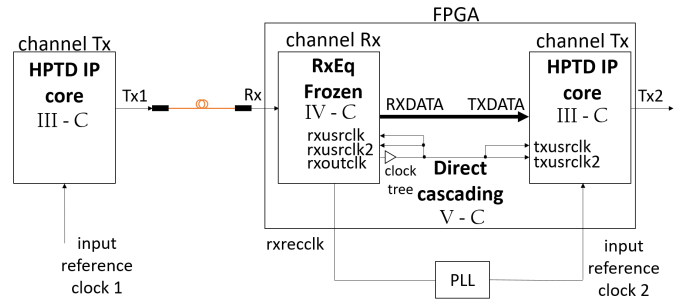 FPGA
channel Tx
HPTD IP
core
III - C
Tx1
Rx
channel Rx
RxEq
Frozen
IV - C
rxusrclk
rxusrclk2
rxoutclk
RXDATA
TXDATA
clock
tree
Direct
cascading
V - C
channel Tx
HPTD IP
core
III - C
txusrclk
txusrclk2
Tx2
input
reference
clock 1
rxrecclk
PLL
input
reference
clock 2